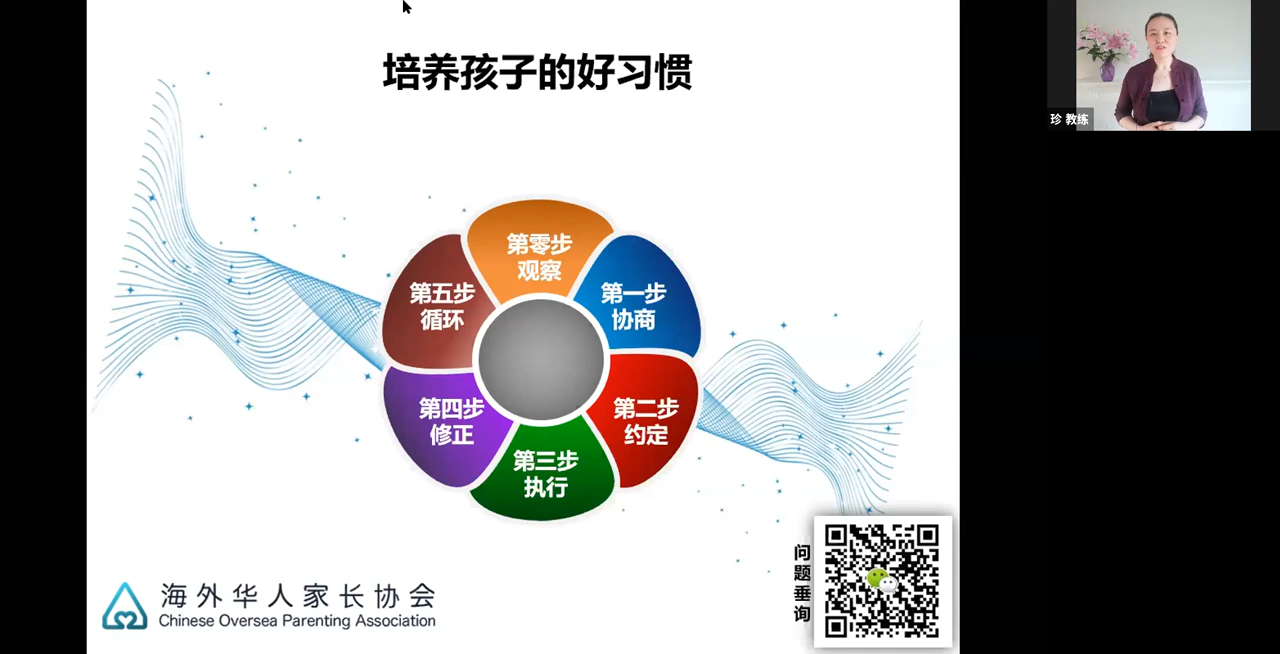 培养孩子的好习惯
珍 教练
第零步
观察
第一步
协商
第二步
约定
第三步
执行
第四步
修正
第五步
循环
问题垂询
海外华人家长协会
Chinese Oversea Parenting Association